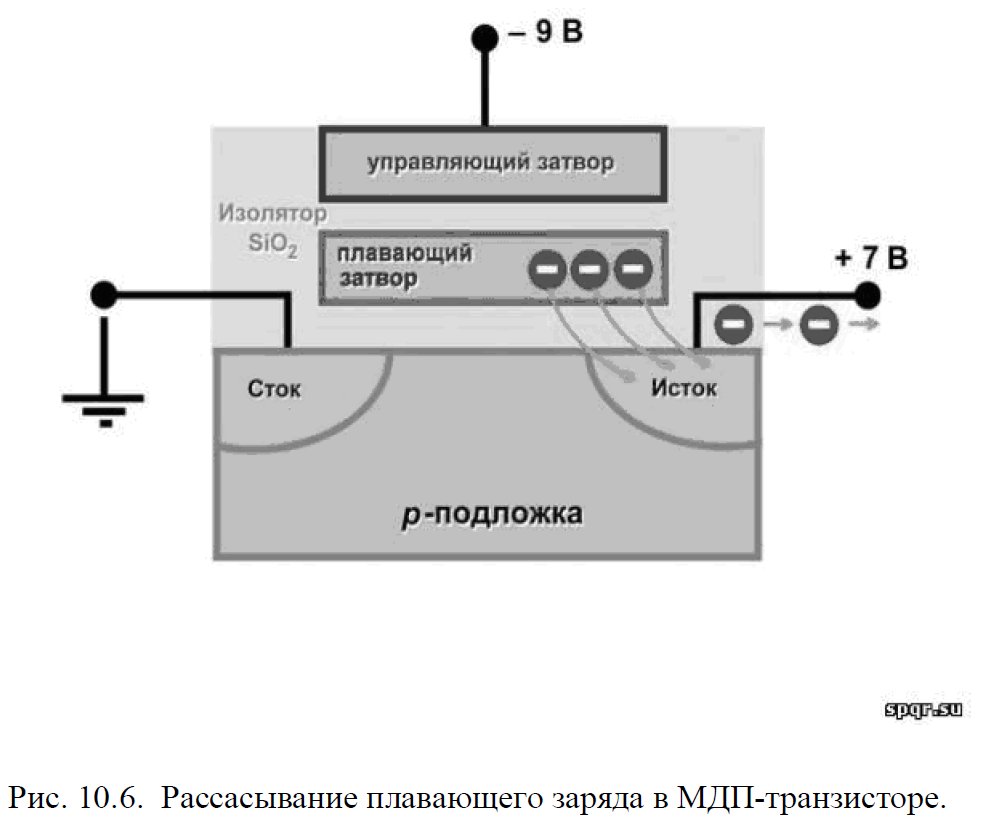 – 9 В
управляющий затвор
Изолятор
SiO₂
плавающий
затвор
+ 7 В
Сток
Исток
p-подложка
spqr.su
Рис. 10.6.  Рассасывание плавающего заряда в МДП-транзисторе.